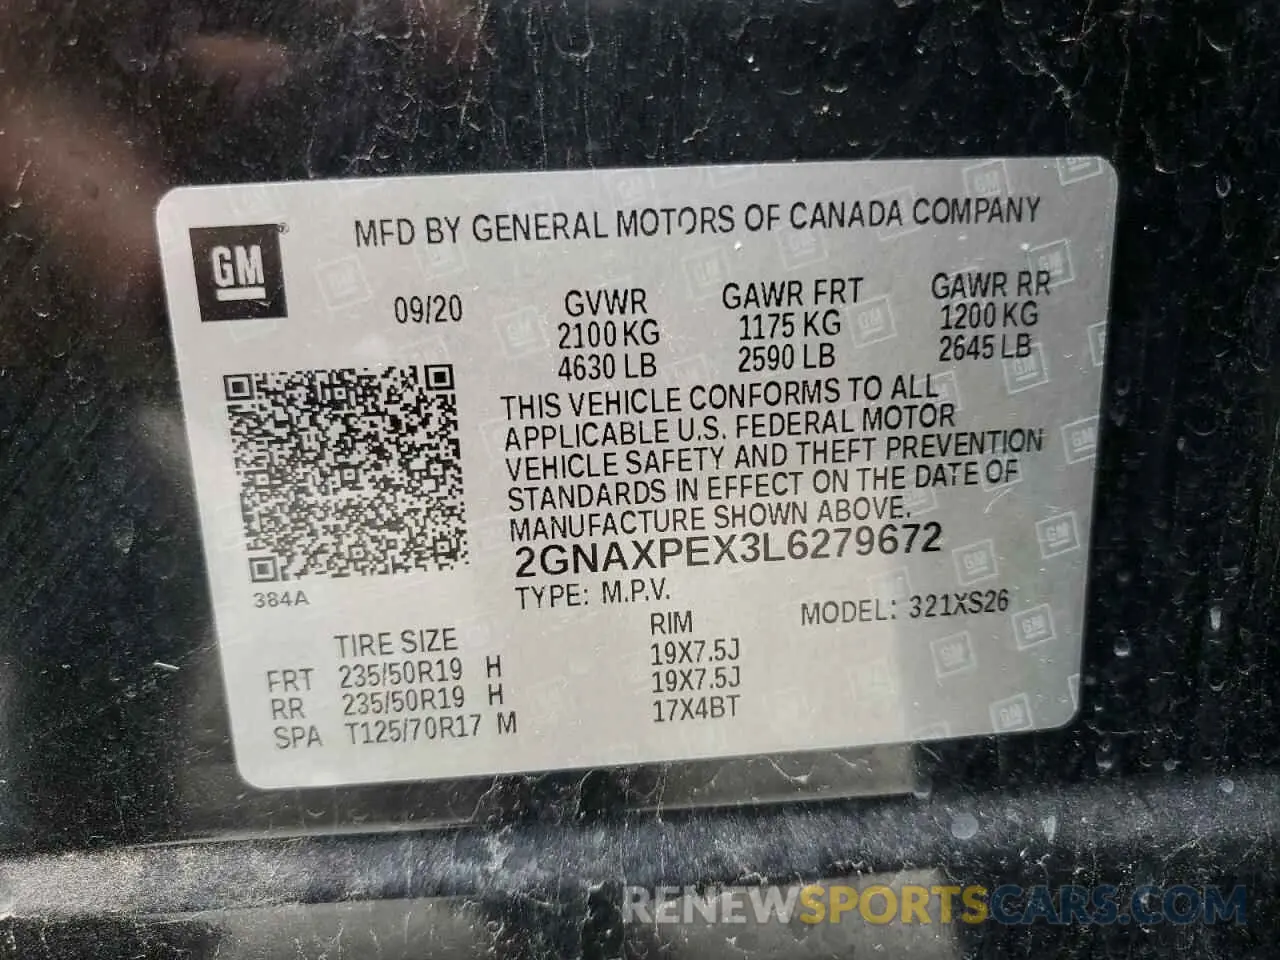 GM
MFD BY GENERAL MOTORS OF CANADA COMPANY
09/20
GVWR
2100 KG
4630 LB
GAWR FRT
1175 KG
2590 LB
GAWR RR
1200 KG
2645 LB
THIS VEHICLE CONFORMS TO ALL
APPLICABLE U.S. FEDERAL MOTOR
VEHICLE SAFETY AND THEFT PREVENTION
STANDARDS IN EFFECT ON THE DATE OF
MANUFACTURE SHOWN ABOVE.
2GNAXPEX3L6279672
TYPE: M.P.V.
MODEL: 321XS26
384A
TIRE SIZE RIM
FRT 235/50R19 H 19X7.5J
RR 235/50R19 H 19X7.5J
SPA T125/70R17 M 17X4BT
RENEWSPORTSCARS.COM